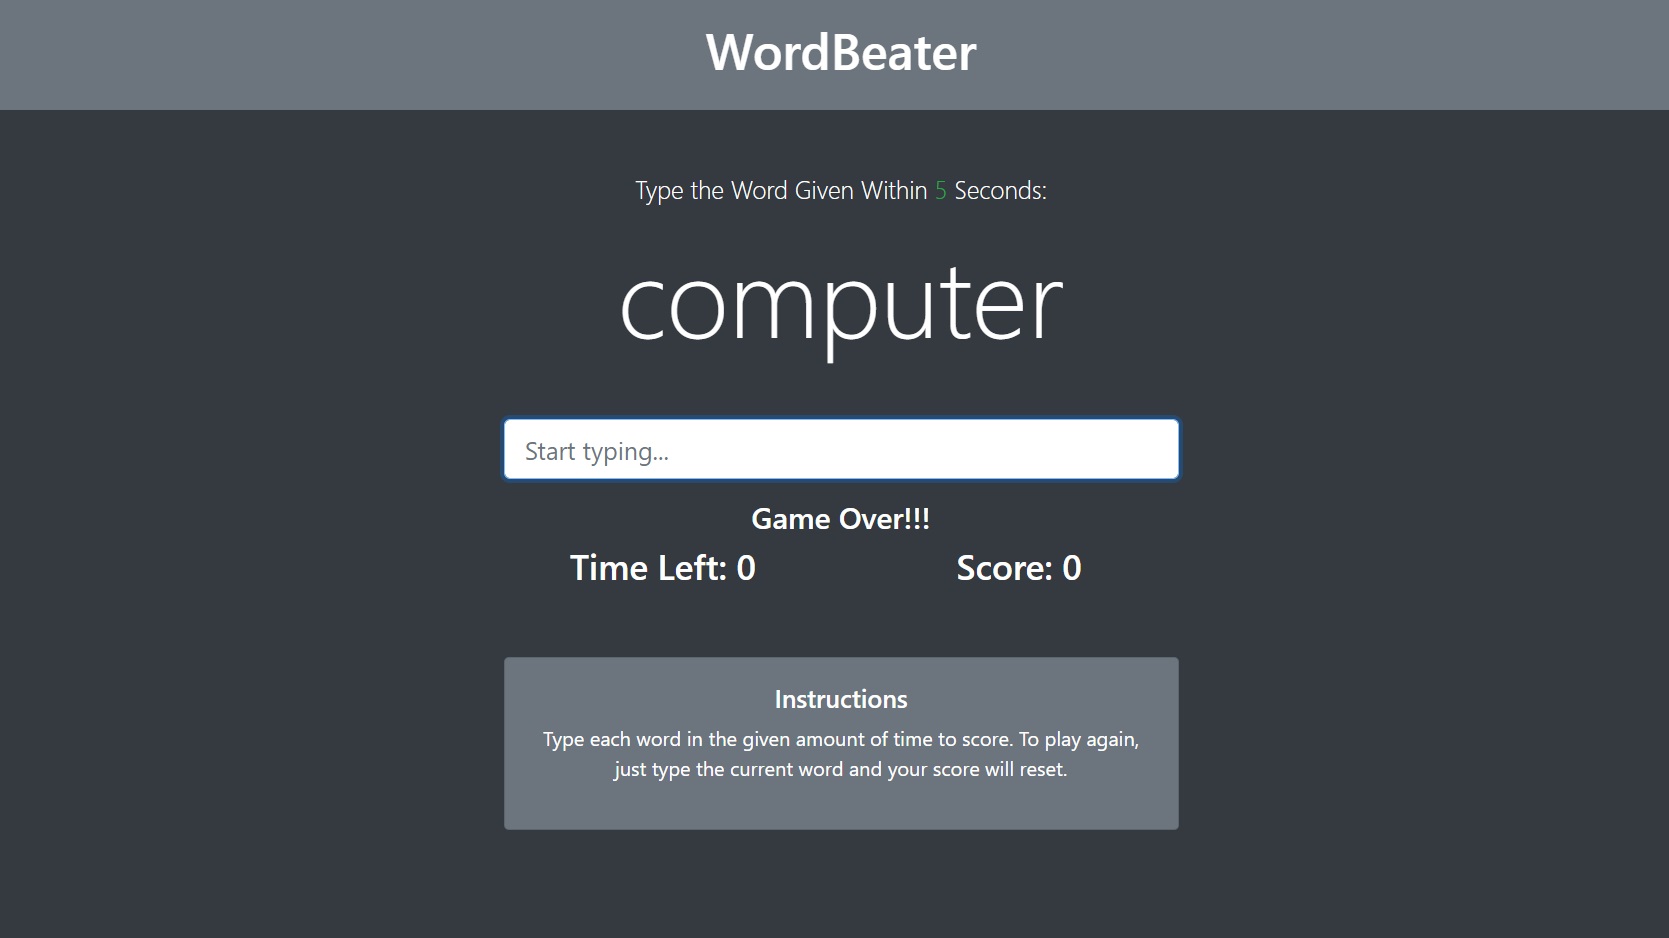 WordBeater
Type the Word Given Within 5 Seconds:
computer
Start typing...
Game Over!!!
Time Left: 0
Score: 0
Instructions
Type each word in the given amount of time to score. To play again,
just type the current word and your score will reset.